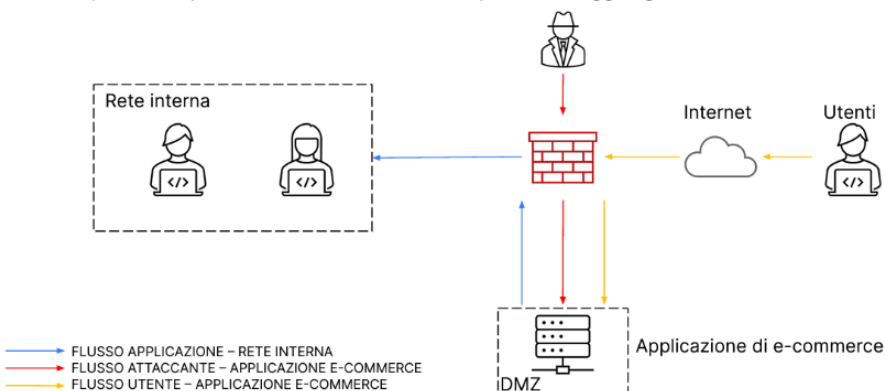 Rete interna
Internet
Utenti
Applicazione di e-commerce
DMZ
FLUSSO APPLICAZIONE – RETE INTERNA
FLUSSO ATTACCANTE – APPLICAZIONE E-COMMERCE
FLUSSO UTENTE – APPLICAZIONE E-COMMERCE